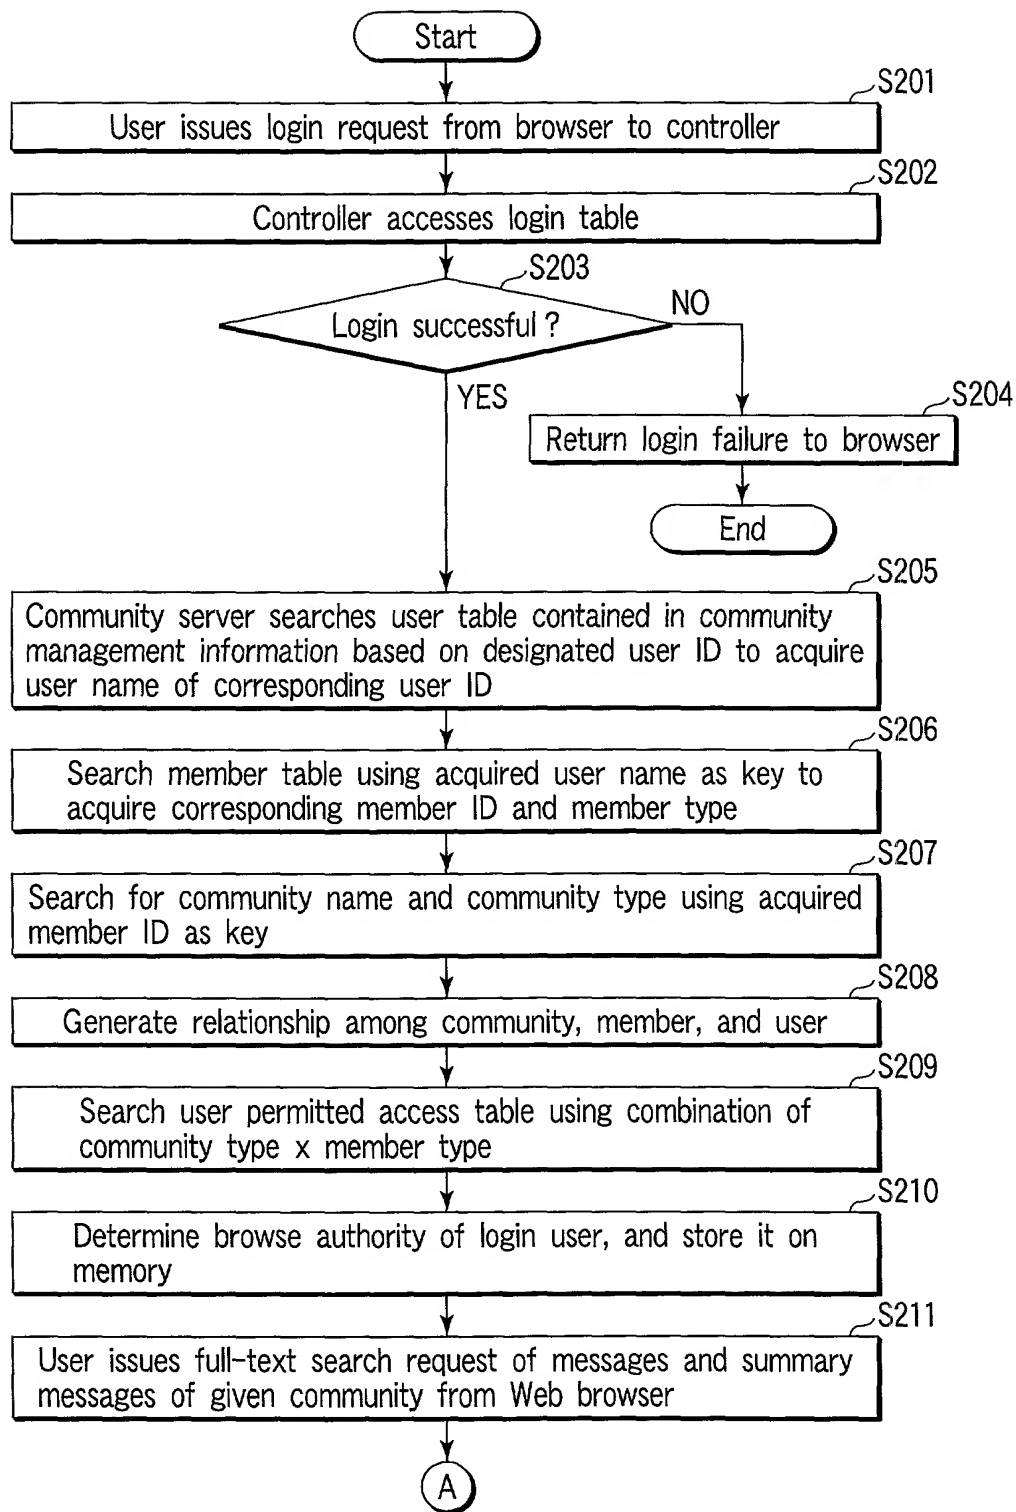 Start
S201
User issues login request from browser to controller
S202
Controller accesses login table
S203
Login successful ?
NO
YES
S204
Return login failure to browser
End
S205
Community server searches user table contained in community
management information based on designated user ID to acquire
user name of corresponding user ID
S206
Search member table using acquired user name as key to
acquire corresponding member ID and member type
S207
Search for community name and community type using acquired
member ID as key
S208
Generate relationship among community, member, and user
S209
Search user permitted access table using combination of
community type x member type
S210
Determine browse authority of login user, and store it on
memory
S211
User issues full-text search request of messages and summary
messages of given community from Web browser
A